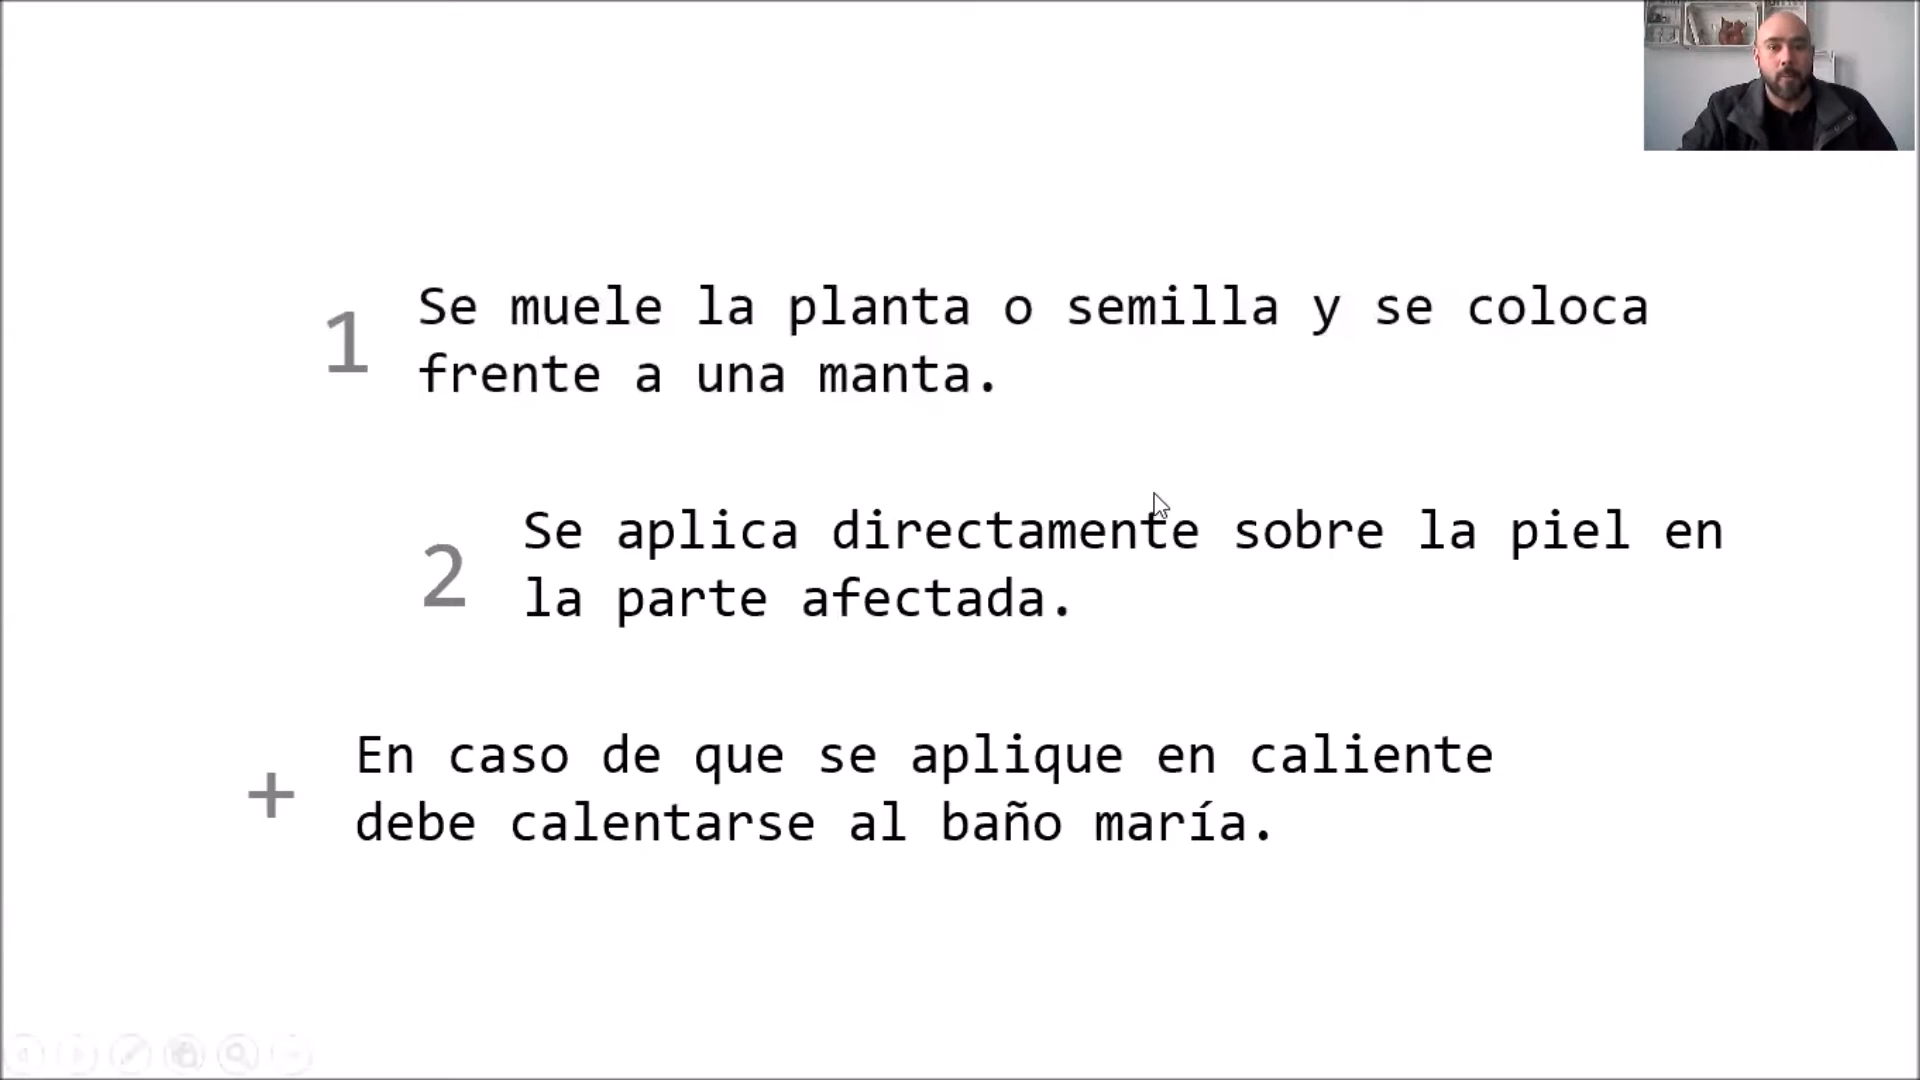 1
Se muele la planta o semilla y se coloca
frente a una manta.
2
Se aplica directamente sobre la piel en
la parte afectada.
+
En caso de que se aplique en caliente
debe calentarse al baño maría.